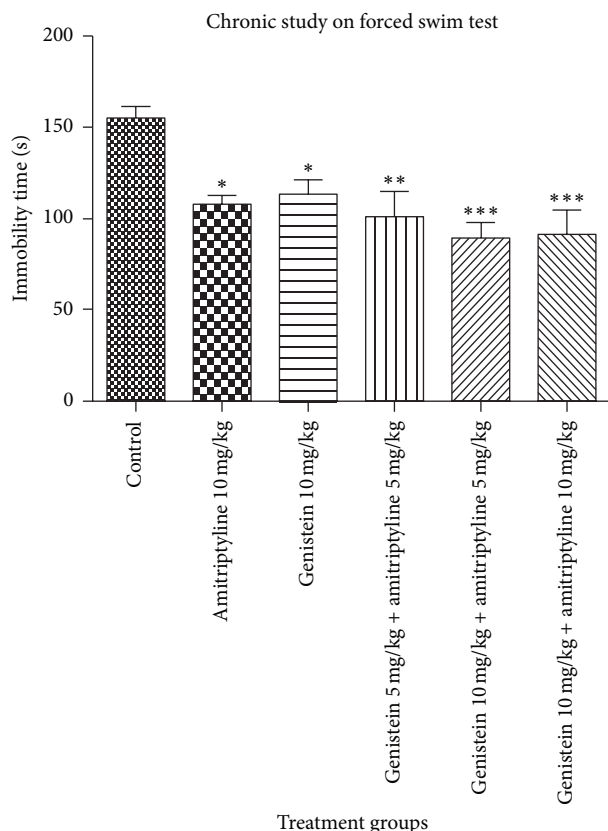 Chronic study on forced swim test
200
150
100
50
0
Immobility time (s)
*
*
**
***
***
Control
Amitriptyline 10 mg/kg
Genistein 10 mg/kg
Genistein 5 mg/kg + amitriptyline 5 mg/kg
Genistein 10 mg/kg + amitriptyline 5 mg/kg
Genistein 10 mg/kg + amitriptyline 10 mg/kg
Treatment groups